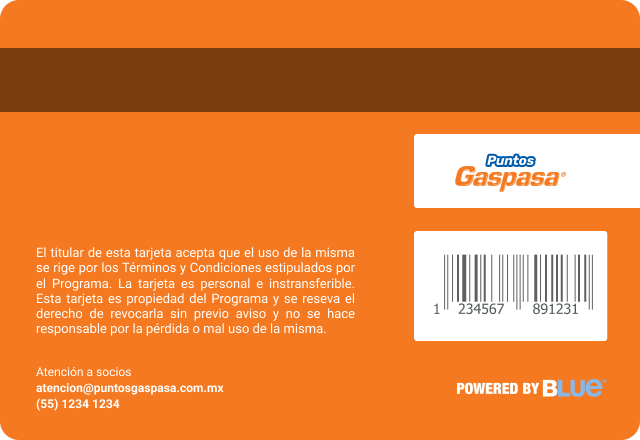 Puntos
Gaspasa®
El titular de esta tarjeta acepta que el uso de la misma
se rige por los Términos y Condiciones estipulados por
el Programa. La tarjeta es personal e instransferible.
Esta tarjeta es propiedad del Programa y se reseva el
derecho de revocarla sin previo aviso y no se hace
responsable por la pérdida o mal uso de la misma.
1 234567 891231
Atención a socios
atencion@puntosgaspasa.com.mx
(55) 1234 1234
POWERED BY BLUe®